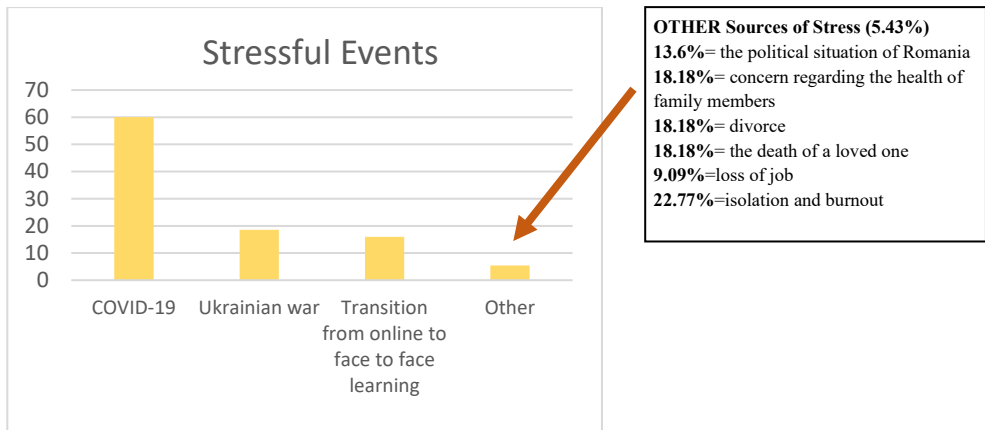 Stressful Events
70
60
50
40
30
20
10
0
COVID-19
Ukrainian war
Transition
from online to
face to face
learning
Other
OTHER Sources of Stress (5.43%)
13.6%= the political situation of Romania
18.18%= concern regarding the health of
family members
18.18%= divorce
18.18%= the death of a loved one
9.09%=loss of job
22.77%=isolation and burnout